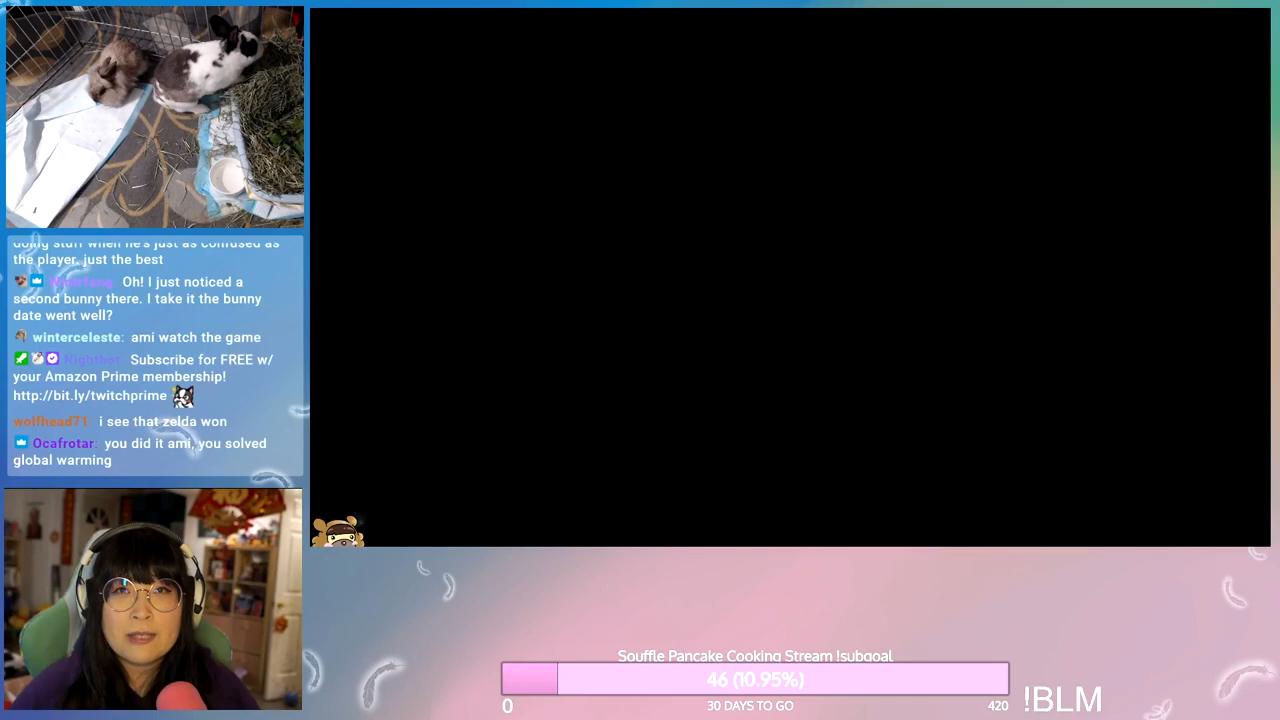 doing stuff when he's just as confused as
the player. just the best
Oh! I just noticed a
second bunny there. I take it the bunny
date went well?
winterceleste: ami watch the game
Nightbot: Subscribe for FREE w/
your Amazon Prime membership!
http://bit.ly/twitchprime
wolfhead71: i see that zelda won
Ocafrotar: you did it ami, you solved
global warming
Souffle Pancake Cooking Stream !subgoal
46 (10.95%)
0 30 DAYS TO GO 420
!BLM